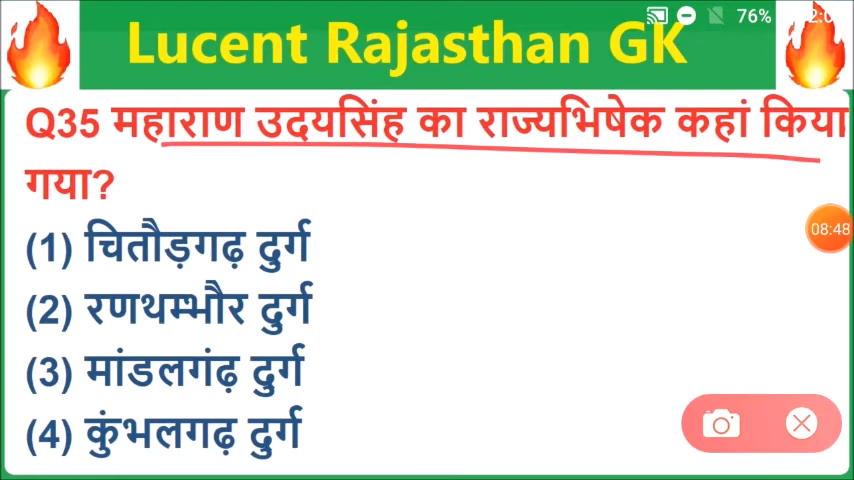 76%
Lucent Rajasthan GK
Q35 महाराण उदयसिंह का राज्यभिषेक कहां किया
गया?
(1) चितौड़गढ़ दुर्ग
(2) रणथम्भौर दुर्ग
08:48
(3) मांडलगंढ़ दुर्ग
(4) कुंभलगढ़ दुर्ग